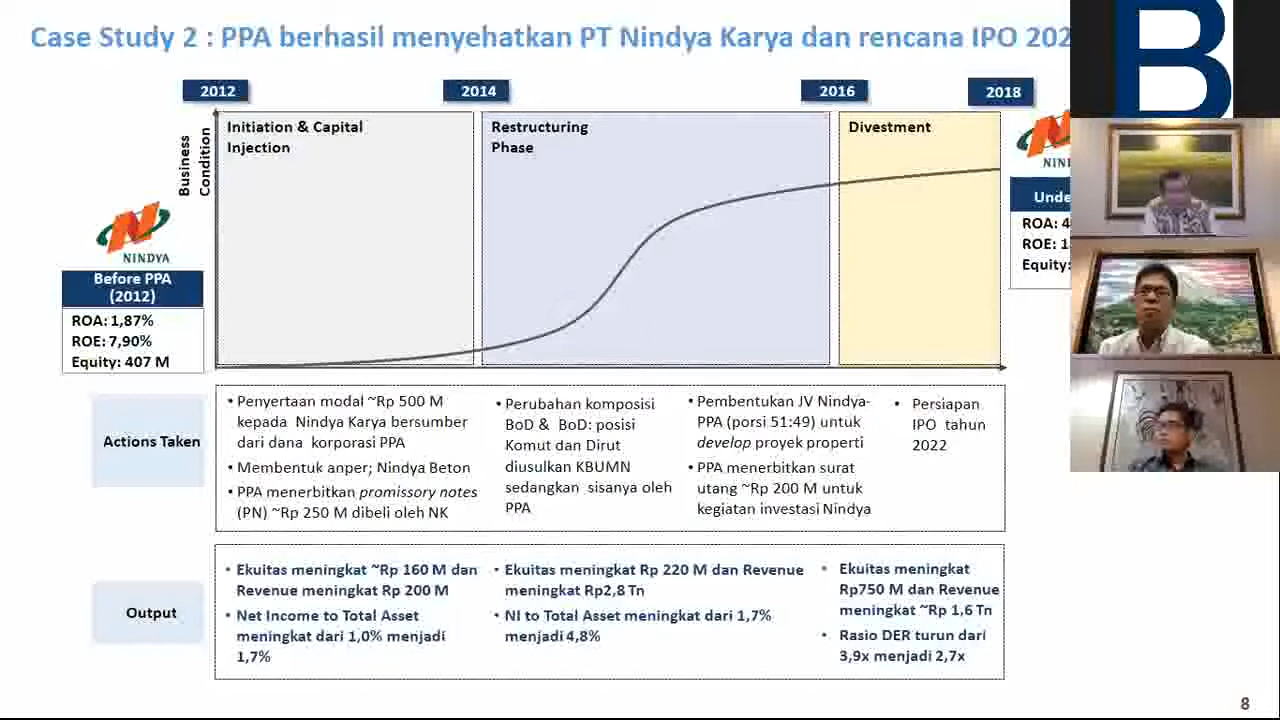 Case Study 2 : PPA berhasil menyehatkan PT Nindya Karya dan rencana IPO 202
B
2012
2014
2016
2018
Business
Condition
Initiation & Capital
Injection
Restructuring
Phase
Divestment
NINDYA
Before PPA
(2012)
ROA: 1,87%
ROE: 7,90%
Equity: 407 M
NIN
Unde
ROA: 4
ROE: 1
Equity:
Actions Taken
• Penyertaan modal ~Rp 500 M
kepada Nindya Karya bersumber
dari dana korporasi PPA
• Membentuk anper; Nindya Beton
• PPA menerbitkan promissory notes
(PN) ~Rp 250 M dibeli oleh NK
• Perubahan komposisi
BoD & BoD: posisi
Komut dan Dirut
diusulkan KBUMN
sedangkan sisanya oleh
PPA
• Pembentukan JV Nindya-
PPA (porsi 51:49) untuk
develop proyek properti
• PPA menerbitkan surat
utang ~Rp 200 M untuk
kegiatan investasi Nindya
• Persiapan
IPO tahun
2022
Output
• Ekuitas meningkat ~Rp 160 M dan
Revenue meningkat Rp 200 M
• Net Income to Total Asset
meningkat dari 1,0% menjadi
1,7%
• Ekuitas meningkat Rp 220 M dan Revenue
meningkat Rp2,8 Tn
• NI to Total Asset meningkat dari 1,7%
menjadi 4,8%
• Ekuitas meningkat
Rp750 M dan Revenue
meningkat ~Rp 1,6 Tn
• Rasio DER turun dari
3,9x menjadi 2,7x
8